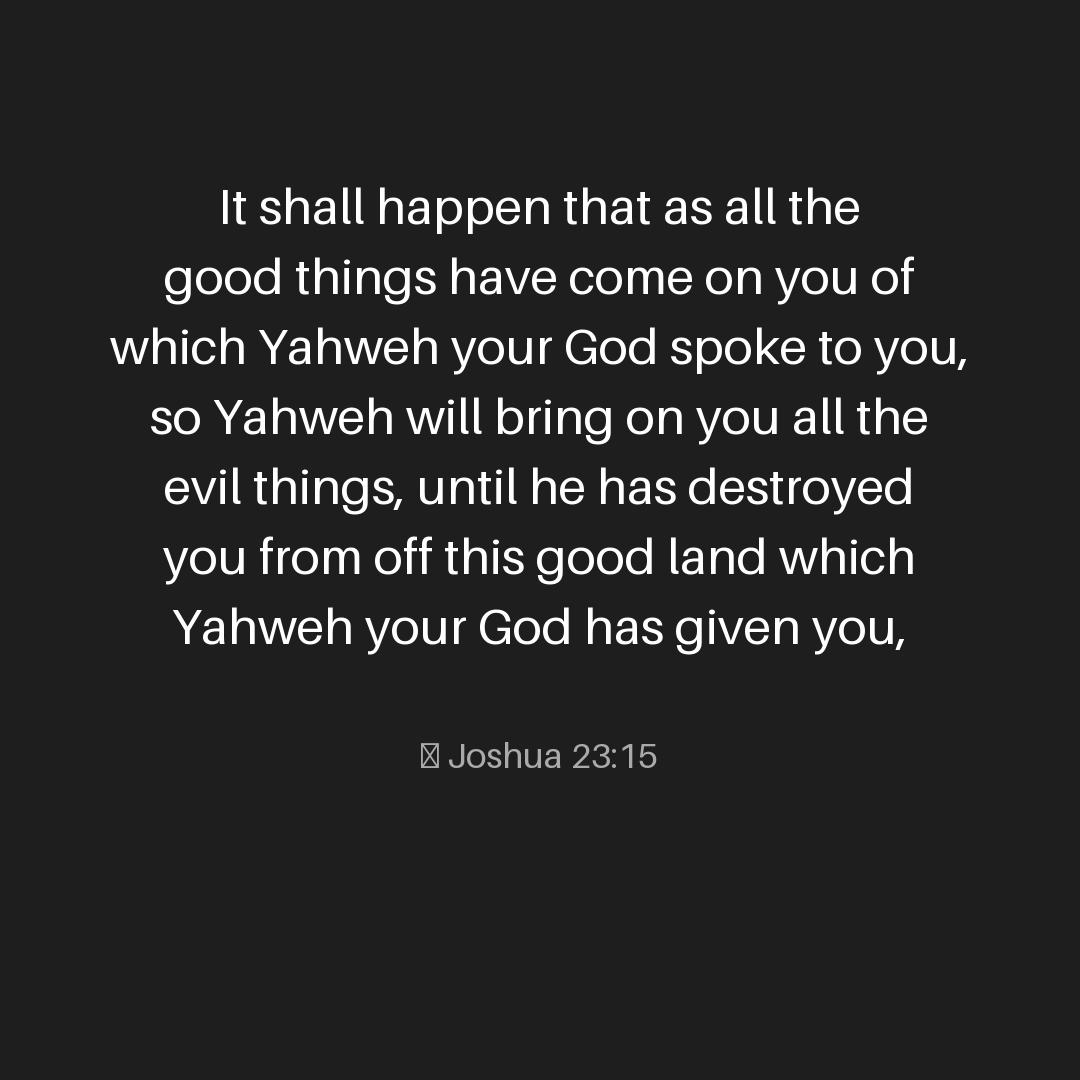 It shall happen that as all the
good things have come on you of
which Yahweh your God spoke to you,
so Yahweh will bring on you all the
evil things, until he has destroyed
you from off this good land which
Yahweh your God has given you,
Joshua 23:15